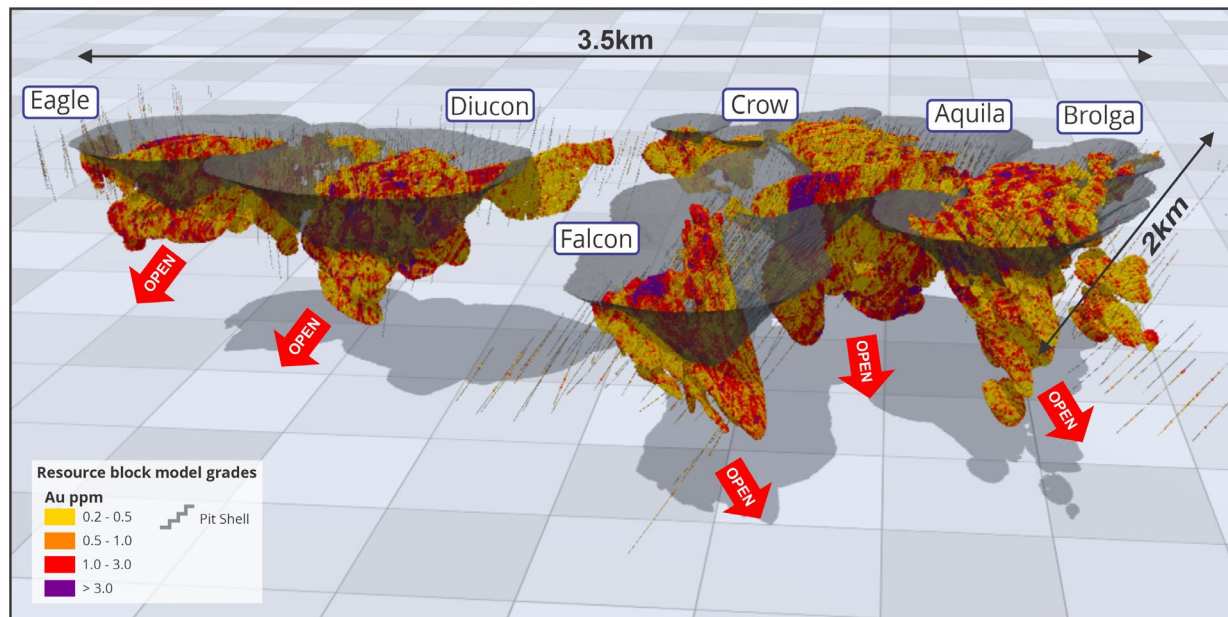 3.5km
Eagle
Diucon
Crow
Aquila
Brolga
2km
Falcon
OPEN
OPEN
OPEN
OPEN
OPEN
Resource block model grades
Au ppm
0.2 - 0.5
Pit Shell
0.5 - 1.0
1.0 - 3.0
> 3.0